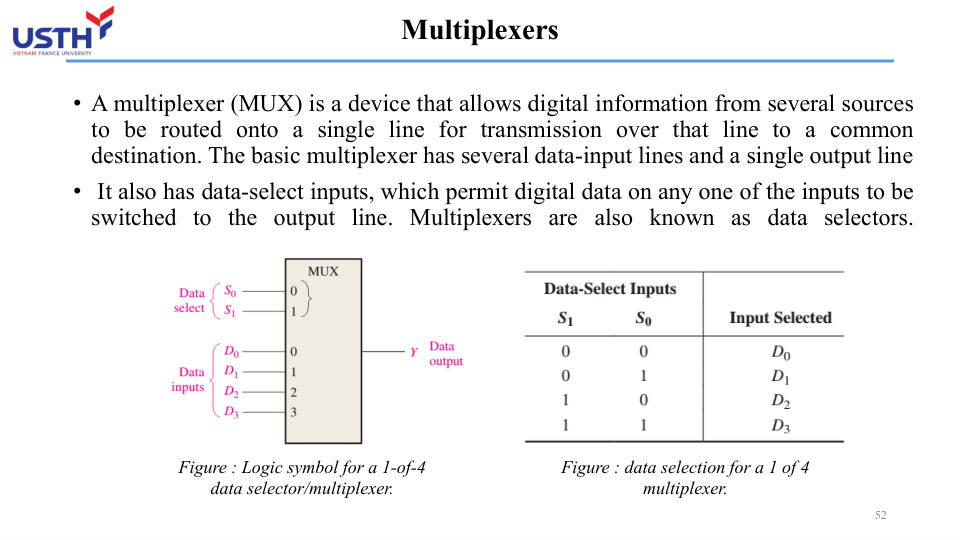 USTH
VIETNAM FRANCE UNIVERSITY
Multiplexers
• A multiplexer (MUX) is a device that allows digital information from several sources
to be routed onto a single line for transmission over that line to a common
destination. The basic multiplexer has several data-input lines and a single output line
• It also has data-select inputs, which permit digital data on any one of the inputs to be
switched to the output line. Multiplexers are also known as data selectors.
MUX
Data
select
S0
S1
0
1
Data
inputs
D0
D1
D2
D3
0
1
2
3
Y
Data
output
Figure : Logic symbol for a 1-of-4
data selector/multiplexer.
Data-Select Inputs
S1 S0 Input Selected
0 0 D0
0 1 D1
1 0 D2
1 1 D3
Figure : data selection for a 1 of 4
multiplexer.
52